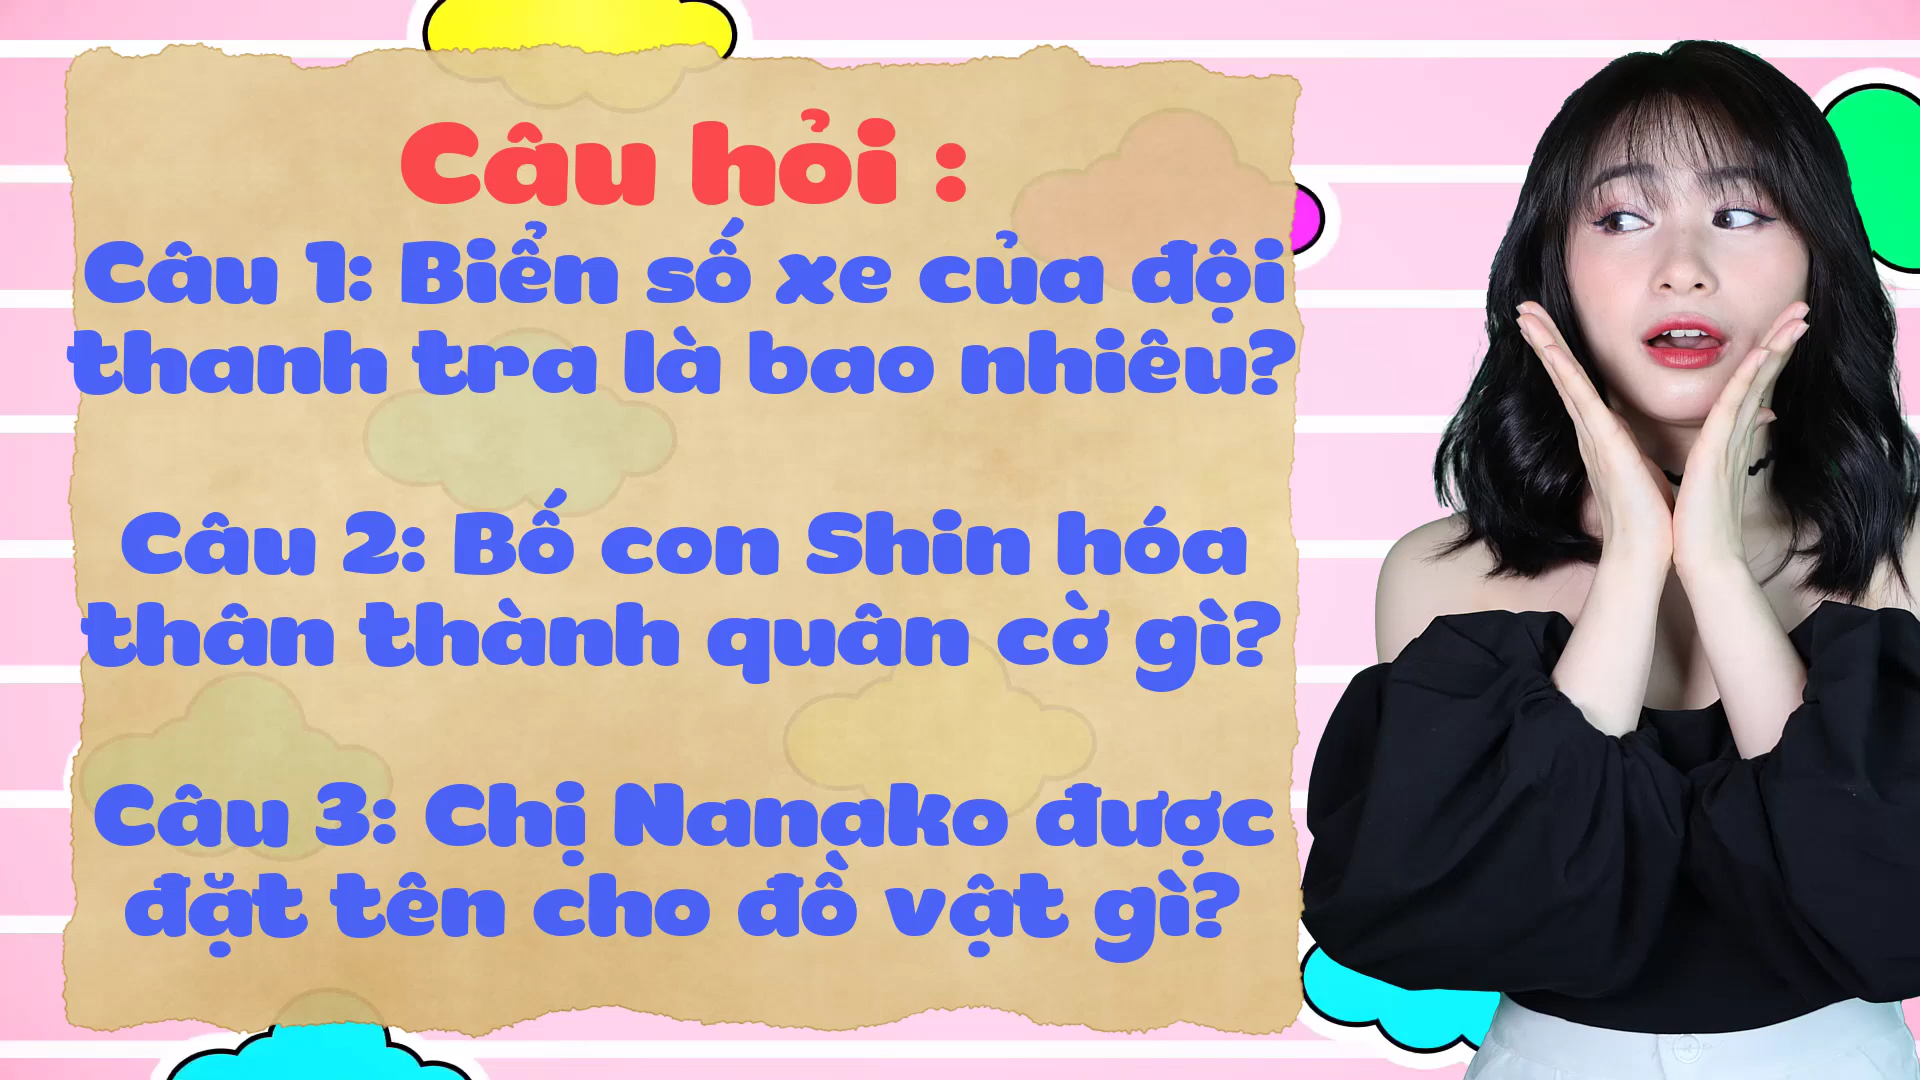 Câu hỏi :
Câu 1: Biển số xe của đội
thanh tra là bao nhiêu?
Câu 2: Bố con Shin hóa
thân thành quân cờ gì?
Câu 3: Chị Nanako được
đặt tên cho đồ vật gì?